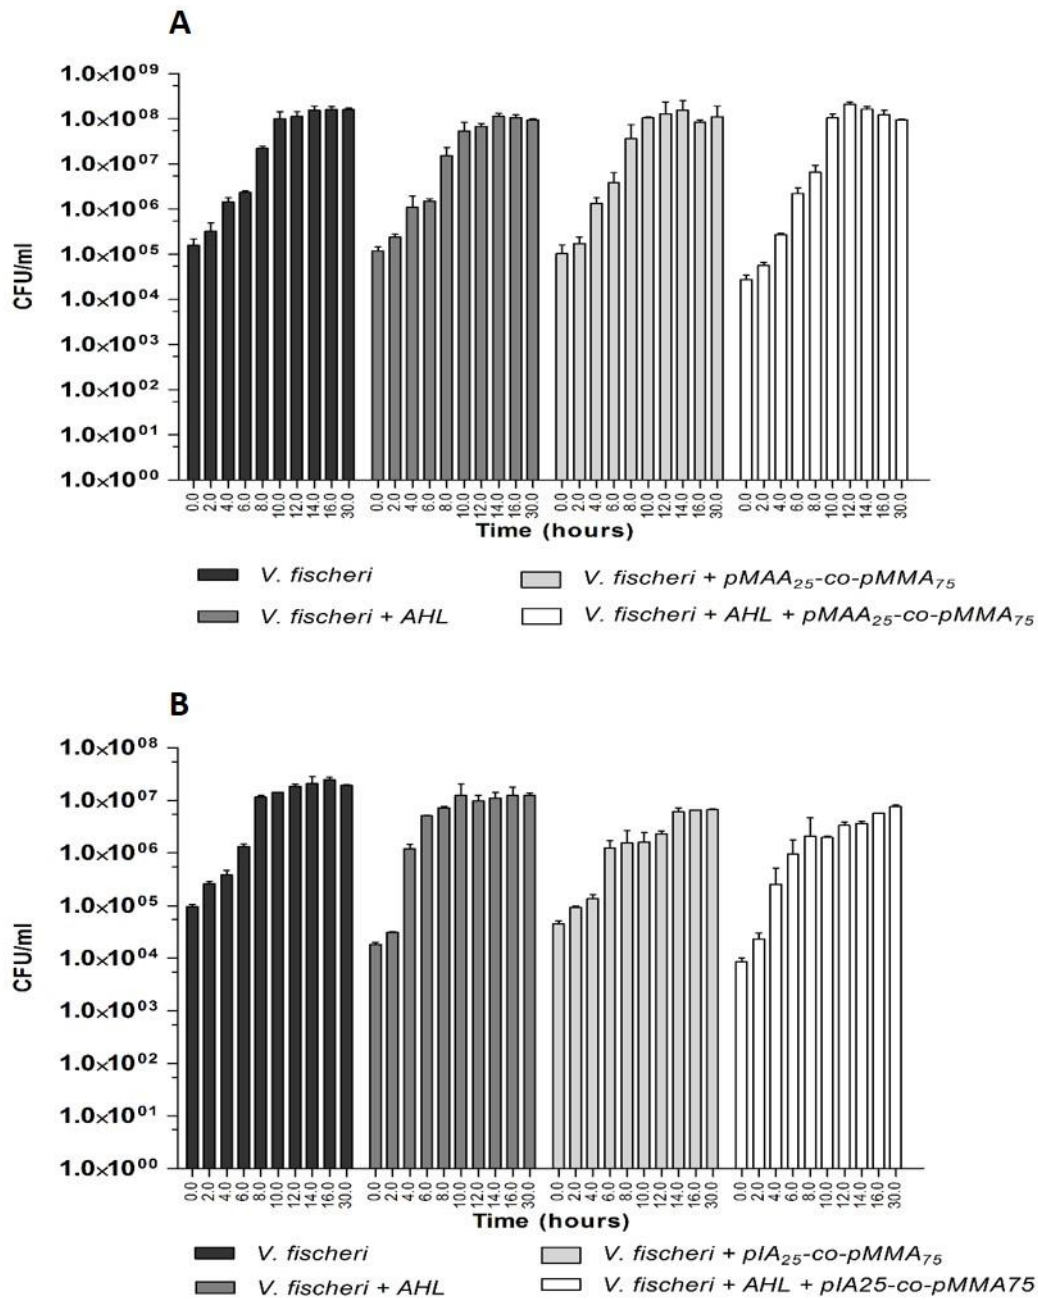 A
1.0×10⁰⁹
1.0×10⁰⁸
1.0×10⁰⁷
1.0×10⁰⁶
1.0×10⁰⁵
1.0×10⁰⁴
1.0×10⁰³
1.0×10⁰²
1.0×10⁰¹
1.0×10⁰⁰
CFU/ml
0.0 2.0 4.0 6.0 8.0 10.0 12.0 14.0 16.0 30.0 0.0 2.0 4.0 6.0 8.0 10.0 12.0 14.0 16.0 30.0 0.0 2.0 4.0 6.0 8.0 10.0 12.0 14.0 16.0 30.0 0.0 2.0 4.0 6.0 8.0 10.0 12.0 14.0 16.0 30.0
Time (hours)
V. fischeri
V. fischeri + AHL
V. fischeri + pMAA₂₅-co-pMMA₇₅
V. fischeri + AHL + pMAA₂₅-co-pMMA₇₅
B
1.0×10⁰⁸
1.0×10⁰⁷
1.0×10⁰⁶
1.0×10⁰⁵
1.0×10⁰⁴
1.0×10⁰³
1.0×10⁰²
1.0×10⁰¹
1.0×10⁰⁰
CFU/ml
0.0 2.0 4.0 6.0 8.0 10.0 12.0 14.0 16.0 30.0 0.0 2.0 4.0 6.0 8.0 10.0 12.0 14.0 16.0 30.0 0.0 2.0 4.0 6.0 8.0 10.0 12.0 14.0 16.0 30.0 0.0 2.0 4.0 6.0 8.0 10.0 12.0 14.0 16.0 30.0
Time (hours)
V. fischeri
V. fischeri + AHL
V. fischeri + pIA₂₅-co-pMMA₇₅
V. fischeri + AHL + pIA25-co-pMMA75